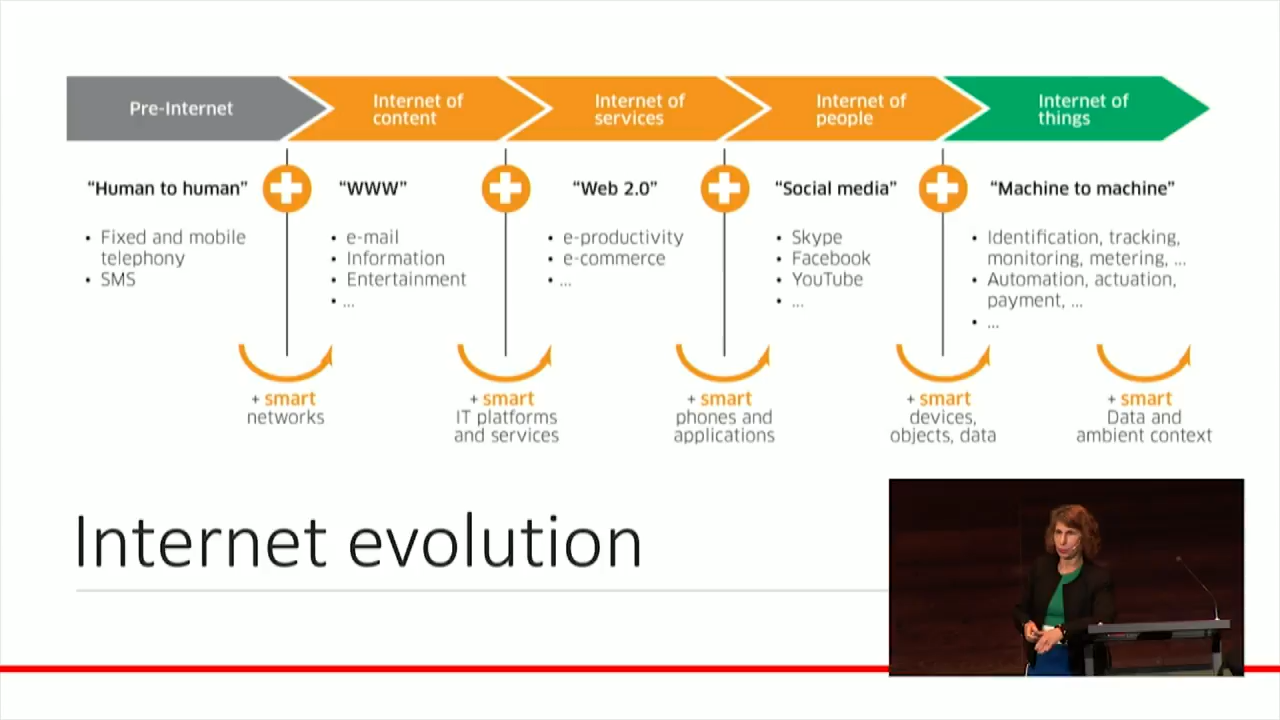 Pre-Internet
Internet of
content
Internet of
services
Internet of
people
Internet of
things
“Human to human”
“WWW”
“Web 2.0”
“Social media”
“Machine to machine”
• Fixed and mobile
telephony
• SMS
• e-mail
• Information
• Entertainment
• ...
• e-productivity
• e-commerce
• ...
• Skype
• Facebook
• YouTube
• ...
• Identification, tracking,
monitoring, metering, ...
• Automation, actuation,
payment, ...
• ...
+ smart
networks
+ smart
IT platforms
and services
+ smart
phones and
applications
+ smart
devices,
objects, data
+ smart
Data and
ambient context
Internet evolution